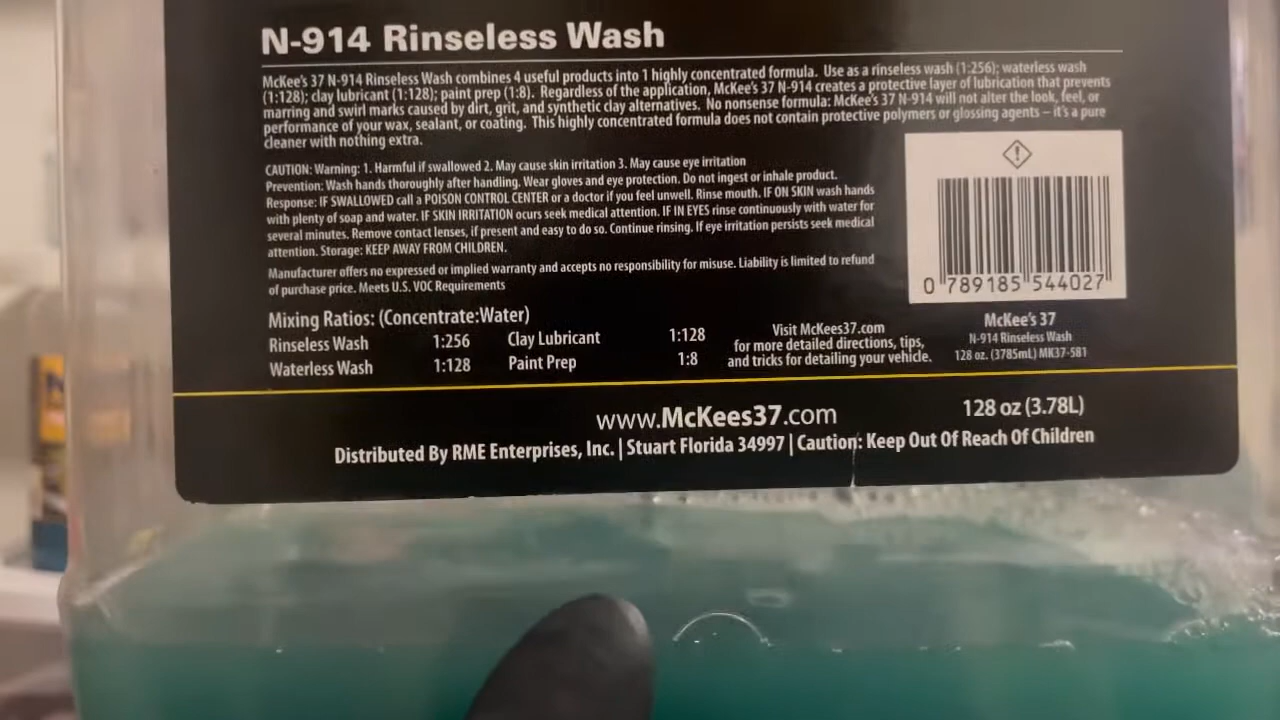 N-914 Rinseless Wash
McKee's 37 N-914 Rinseless Wash combines 4 useful products into 1 highly concentrated formula. Use as a rinseless wash (1:256); waterless wash
(1:128); clay lubricant (1:128); paint prep (1:8). Regardless of the application, McKee's 37 N-914 creates a protective layer of lubrication that prevents
marring and swirl marks caused by dirt, grit, and synthetic clay alternatives. No nonsense formula: McKee's 37 N-914 will not alter the look, feel, or
performance of your wax, sealant, or coating. This highly concentrated formula does not contain protective polymers or glossing agents – it's a pure
cleaner with nothing extra.
CAUTION: Warning: 1. Harmful if swallowed 2. May cause skin irritation 3. May cause eye irritation
Prevention: Wash hands thoroughly after handling. Wear gloves and eye protection. Do not ingest or inhale product.
Response: IF SWALLOWED call a POISON CONTROL CENTER or a doctor if you feel unwell. Rinse mouth. IF ON SKIN wash hands
with plenty of soap and water. IF SKIN IRRITATION ocurs seek medical attention. IF IN EYES rinse continuously with water for
several minutes. Remove contact lenses, if present and easy to do so. Continue rinsing. If eye irritation persists seek medical
attention. Storage: KEEP AWAY FROM CHILDREN.
Manufacturer offers no expressed or implied warranty and accepts no responsibility for misuse. Liability is limited to refund
of purchase price. Meets U.S. VOC Requirements
0 789185 544027
Mixing Ratios: (Concentrate:Water)
Rinseless Wash 1:256 Clay Lubricant 1:128
Waterless Wash 1:128 Paint Prep 1:8
Visit McKees37.com
for more detailed directions, tips,
and tricks for detailing your vehicle.
McKee's 37
N-914 Rinseless Wash
128 oz. (3785mL) MK37-581
www.McKees37.com
128 oz (3.78L)
Distributed By RME Enterprises, Inc. | Stuart Florida 34997 | Caution: Keep Out Of Reach Of Children